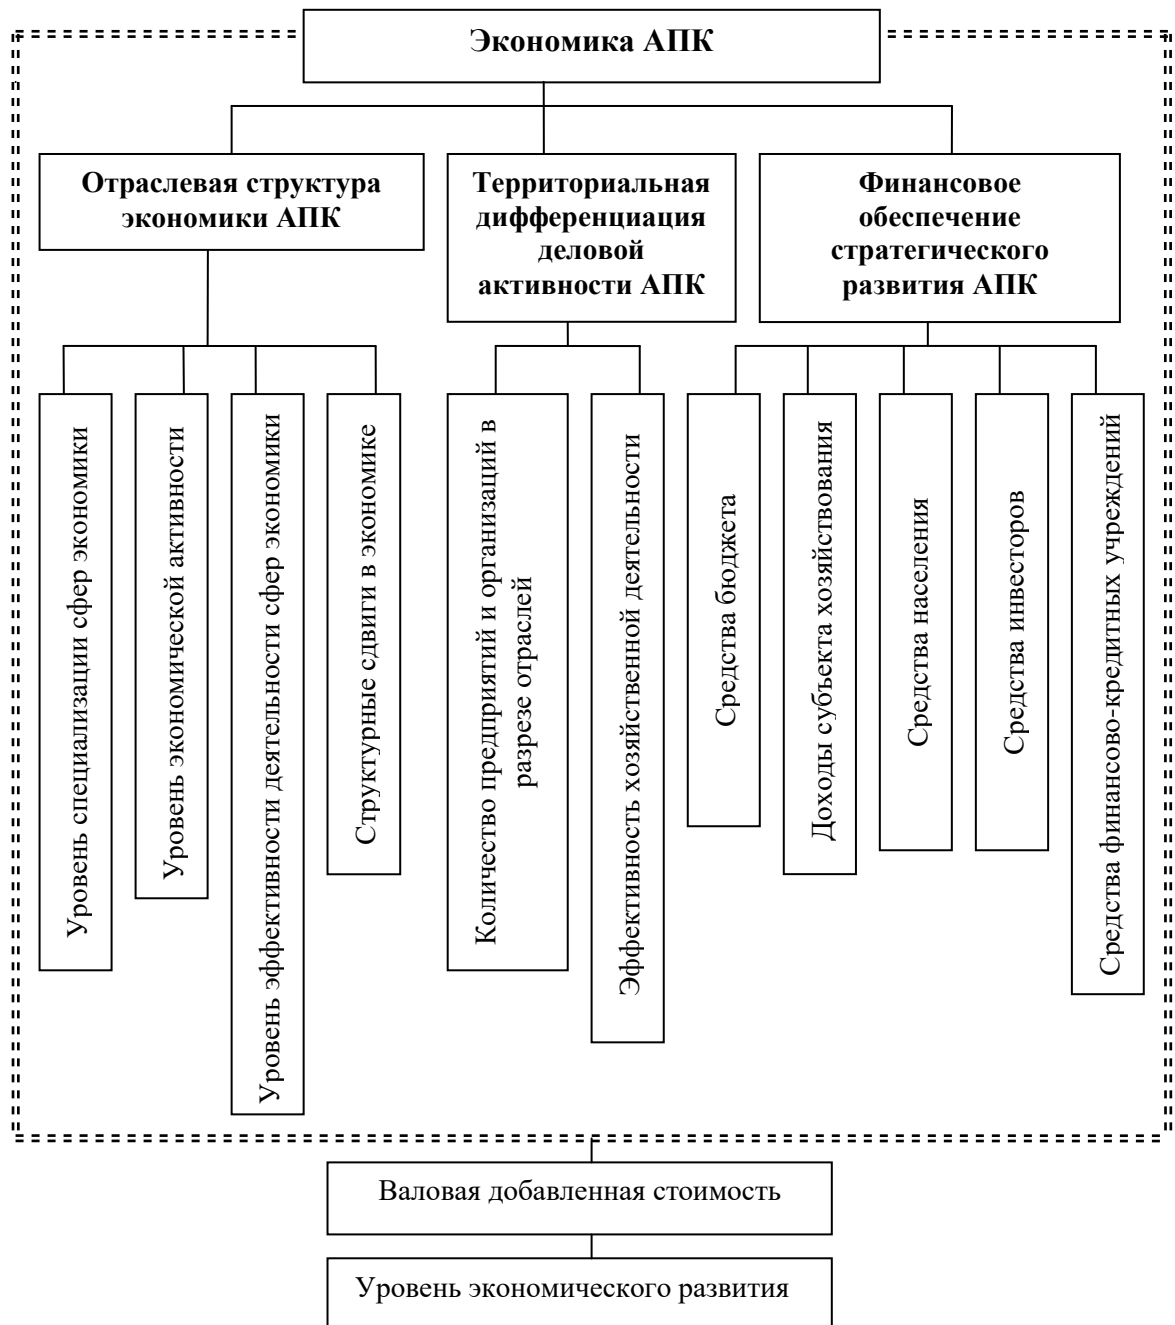 Экономика АПК
Отраслевая структура
экономики АПК
Территориальная
дифференциация
деловой
активности АПК
Финансовое
обеспечение
стратегического
развития АПК
Уровень специализации сфер экономики
Уровень экономической активности
Уровень эффективности деятельности сфер экономики
Структурные сдвиги в экономике
Количество предприятий и организаций в
разрезе отраслей
Эффективность хозяйственной деятельности
Средства бюджета
Доходы субъекта хозяйствования
Средства населения
Средства инвесторов
Средства финансово-кредитных учреждений
Валовая добавленная стоимость
Уровень экономического развития